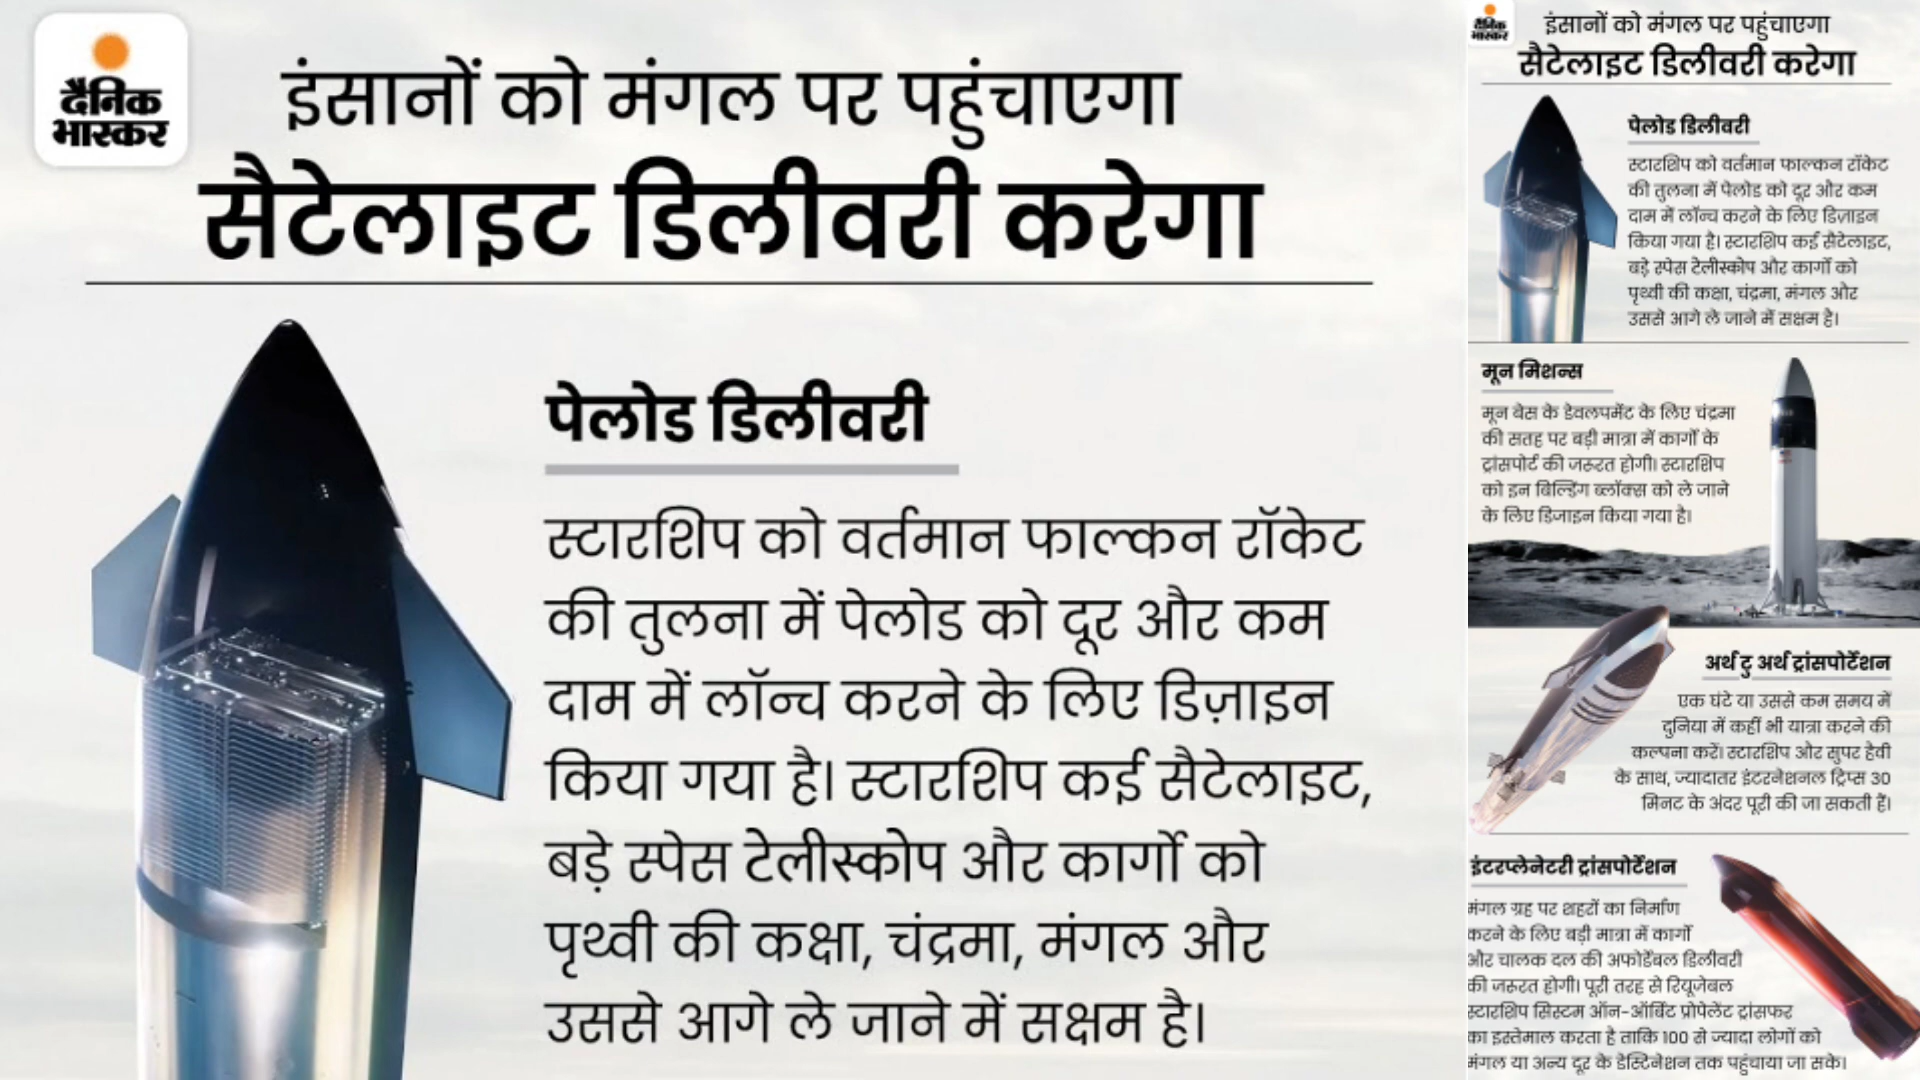 दैनिक
भास्कर
इंसानों को मंगल पर पहुंचाएगा
सैटेलाइट डिलीवरी करेगा
पेलोड डिलीवरी
स्टारशिप को वर्तमान फाल्कन रॉकेट
की तुलना में पेलोड को दूर और कम
दाम में लॉन्च करने के लिए डिज़ाइन
किया गया है। स्टारशिप कई सैटेलाइट,
बड़े स्पेस टेलीस्कोप और कार्गो को
पृथ्वी की कक्षा, चंद्रमा, मंगल और
उससे आगे ले जाने में सक्षम है।
दैनिक
भास्कर
इंसानों को मंगल पर पहुंचाएगा
सैटेलाइट डिलीवरी करेगा
पेलोड डिलीवरी
स्टारशिप को वर्तमान फाल्कन रॉकेट
की तुलना में पेलोड को दूर और कम
दाम में लॉन्च करने के लिए डिज़ाइन
किया गया है। स्टारशिप कई सैटेलाइट,
बड़े स्पेस टेलीस्कोप और कार्गो को
पृथ्वी की कक्षा, चंद्रमा, मंगल और
उससे आगे ले जाने में सक्षम है।
मून मिशन्स
मून बेस के डेवलपमेंट के लिए चंद्रमा
की सतह पर बड़ी मात्रा में कार्गो के
ट्रांसपोर्ट की जरूरत होगी। स्टारशिप
को इन बिल्डिंग ब्लॉक्स को ले जाने
के लिए डिजाइन किया गया है।
अर्थ टु अर्थ ट्रांसपोर्टेशन
एक घंटे या उससे कम समय में
दुनिया में कहीं भी यात्रा करने की
कल्पना करें। स्टारशिप और सुपर हैवी
के साथ, ज्यादातर इंटरनेशनल ट्रिप्स 30
मिनट के अंदर पूरी की जा सकती हैं।
इंटरप्लेनेटरी ट्रांसपोर्टेशन
मंगल ग्रह पर शहरों का निर्माण
करने के लिए बड़ी मात्रा में कार्गो
और चालक दल की अफोर्डेबल डिलीवरी
की जरूरत होगी। पूरी तरह से रियूजेबल
स्टारशिप सिस्टम ऑन-ऑर्बिट प्रोपेलेंट ट्रांसफर
का इस्तेमाल करता है ताकि 100 से ज्यादा लोगों को
मंगल या अन्य दूर के डेस्टिनेशन तक पहुंचाया जा सके।